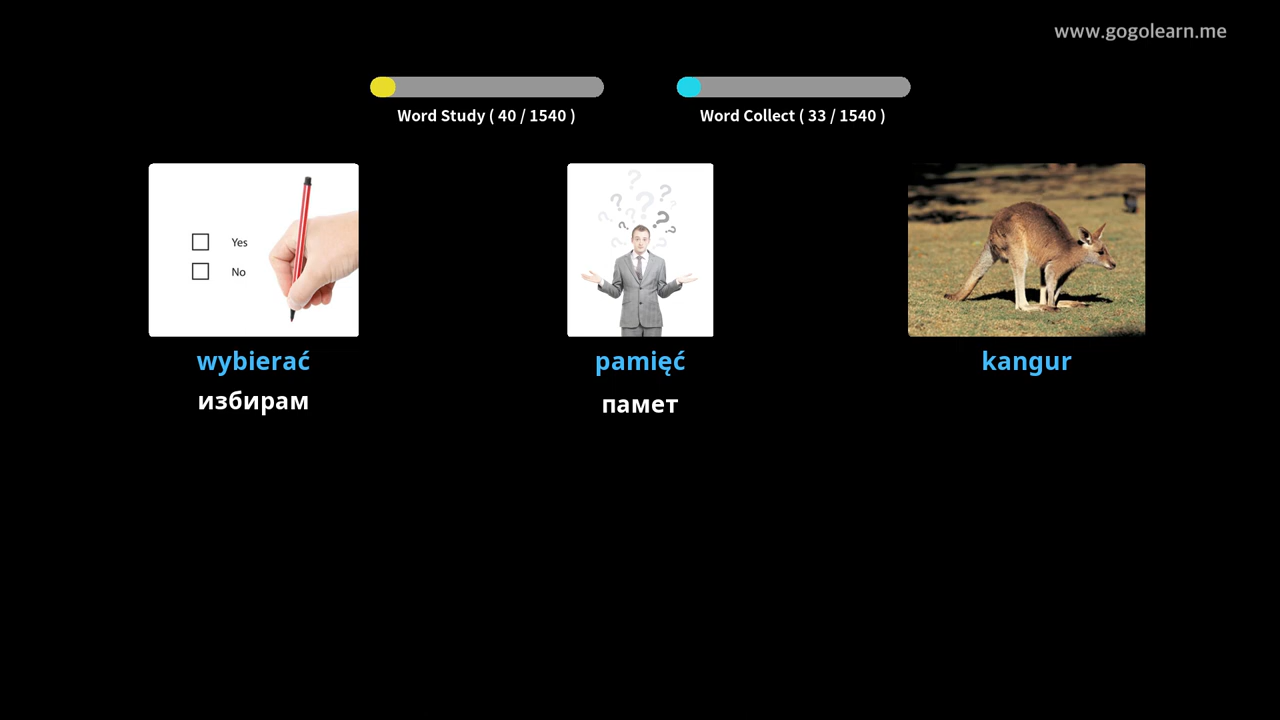 www.gogolearn.me
Word Study ( 40 / 1540 )
Word Collect ( 33 / 1540 )
Yes
No
wybierać
избирам
pamięć
памет
kangur